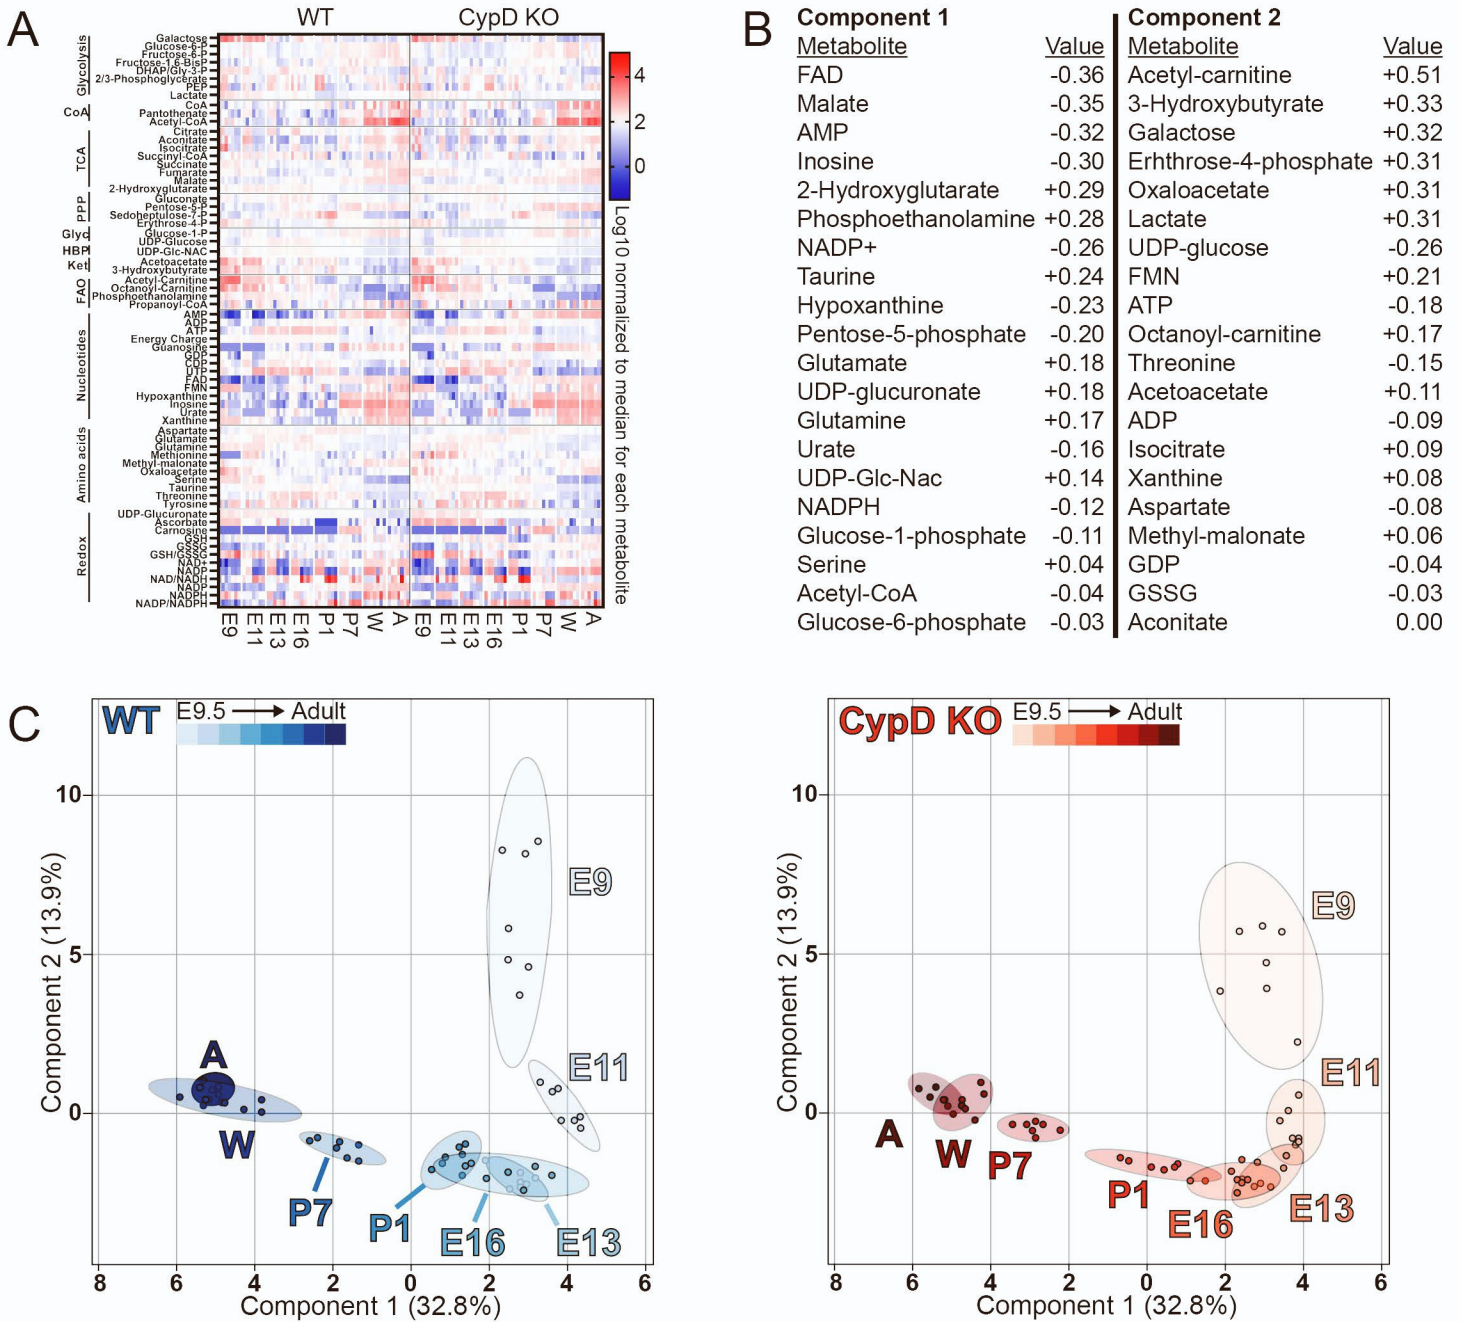 A
WT
CypD KO
Glycolysis
Galactose
Glucose-6-P
Fructose-6-P
Fructose-1,6-BisP
DHAP/Gly-3-P
2/3-Phosphoglycerate
PEP
Lactate
CoA
CoA
Pantothenate
Acetyl-CoA
TCA
Citrate
Aconitate
Isocitrate
Succinyl-CoA
Succinate
Fumarate
Malate
2-Hydroxyglutarate
PPP
Gluconate
Pentose-5-P
Sedoheptulose-7-P
Erythrose-4-P
Glyc
Glucose-1-P
UDP-Glucose
HBP
UDP-Glc-NAC
Ket
Acetoacetate
3-Hydroxybutyrate
FAO
Acetyl-Carnitine
Octanoyl-Carnitine
Phosphoethanolamine
Propanoyl-CoA
Nucleotides
AMP
ADP
ATP
Energy Charge
Guanosine
GDP
CDP
UTP
FAD
FMN
Hypoxanthine
Inosine
Urate
Xanthine
Amino acids
Aspartate
Glutamate
Glutamine
Methionine
Methyl-malonate
Oxaloacetate
Serine
Taurine
Threonine
Tyrosine
Redox
UDP-Glucuronate
Ascorbate
Carnosine
GSH
GSSG
GSH/GSSG
NAD+
NADP
NAD/NADH
NADP
NADPH
NADP/NADPH
E9 E11 E13 E16 P1 P7 W A E9 E11 E13 E16 P1 P7 W A
4
2
0
Log10 normalized to median for each metabolite
B
Component 1
Metabolite Value
FAD -0.36
Malate -0.35
AMP -0.32
Inosine -0.30
2-Hydroxyglutarate +0.29
Phosphoethanolamine +0.28
NADP+ -0.26
Taurine +0.24
Hypoxanthine -0.23
Pentose-5-phosphate -0.20
Glutamate +0.18
UDP-glucuronate +0.18
Glutamine +0.17
Urate -0.16
UDP-Glc-Nac +0.14
NADPH -0.12
Glucose-1-phosphate -0.11
Serine +0.04
Acetyl-CoA -0.04
Glucose-6-phosphate -0.03
Component 2
Metabolite Value
Acetyl-carnitine +0.51
3-Hydroxybutyrate +0.33
Galactose +0.32
Erhthrose-4-phosphate +0.31
Oxaloacetate +0.31
Lactate +0.31
UDP-glucose -0.26
FMN +0.21
ATP -0.18
Octanoyl-carnitine +0.17
Threonine -0.15
Acetoacetate +0.11
ADP -0.09
Isocitrate +0.09
Xanthine +0.08
Aspartate -0.08
Methyl-malonate +0.06
GDP -0.04
GSSG -0.03
Aconitate 0.00
C
WT
E9.5 Adult
Component 2 (13.9%)
10
5
0
E9
E11
A
W
P7
P1
E16
E13
8 6 4 2 0 2 4 6
Component 1 (32.8%)
CypD KO
E9.5 Adult
Component 2 (13.9%)
10
5
0
E9
E11
A
W
P7
P1
E16
E13
8 6 4 2 0 2 4 6
Component 1 (32.8%)